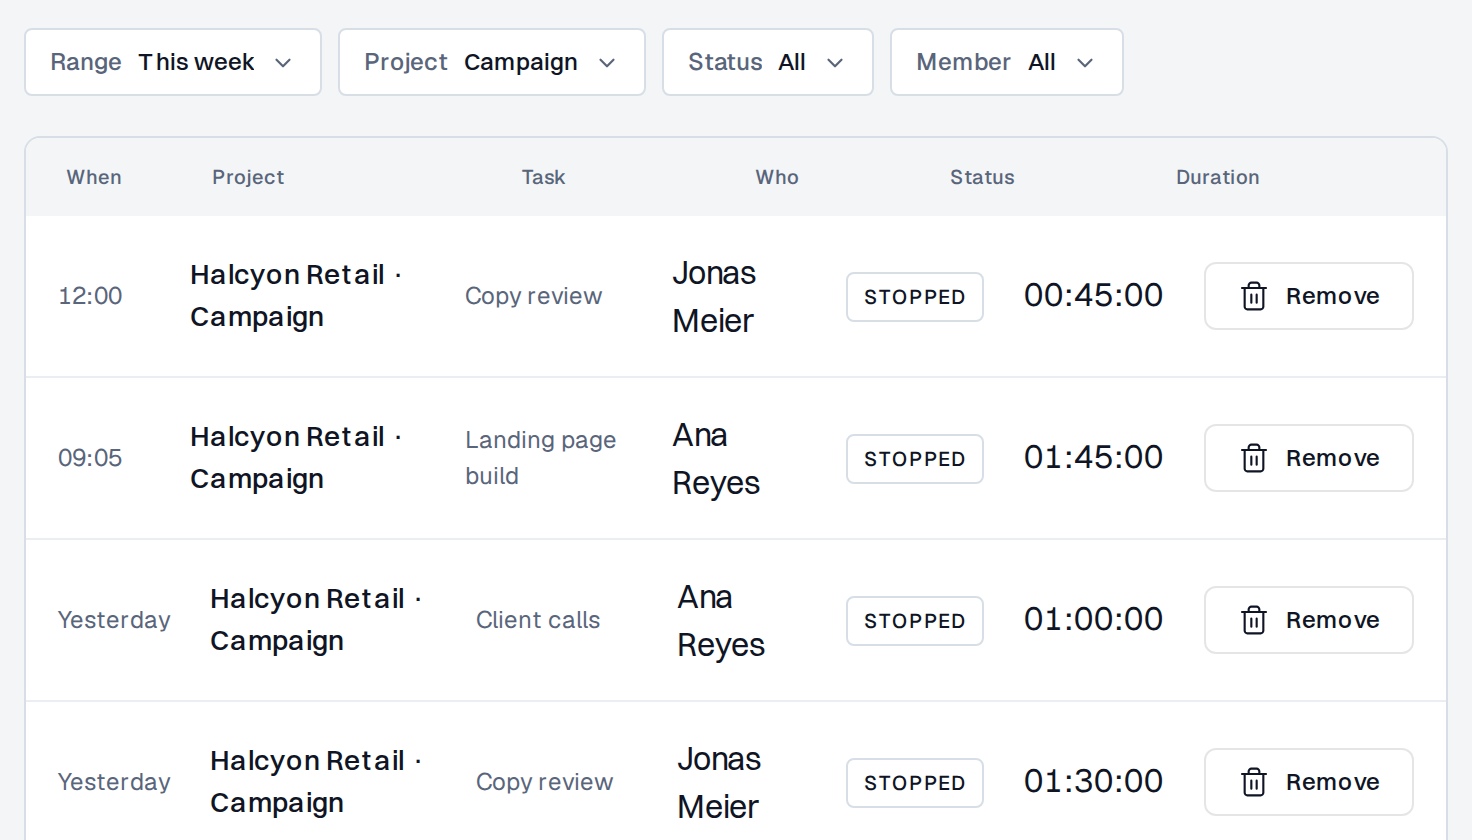 Range This week Project Campaign Status All Member All
When Project Task Who Status Duration
12:00 Halcyon Retail · Campaign Copy review Jonas Meier STOPPED 00:45:00 Remove
09:05 Halcyon Retail · Campaign Landing page build Ana Reyes STOPPED 01:45:00 Remove
Yesterday Halcyon Retail · Campaign Client calls Ana Reyes STOPPED 01:00:00 Remove
Yesterday Halcyon Retail · Campaign Copy review Jonas Meier STOPPED 01:30:00 Remove